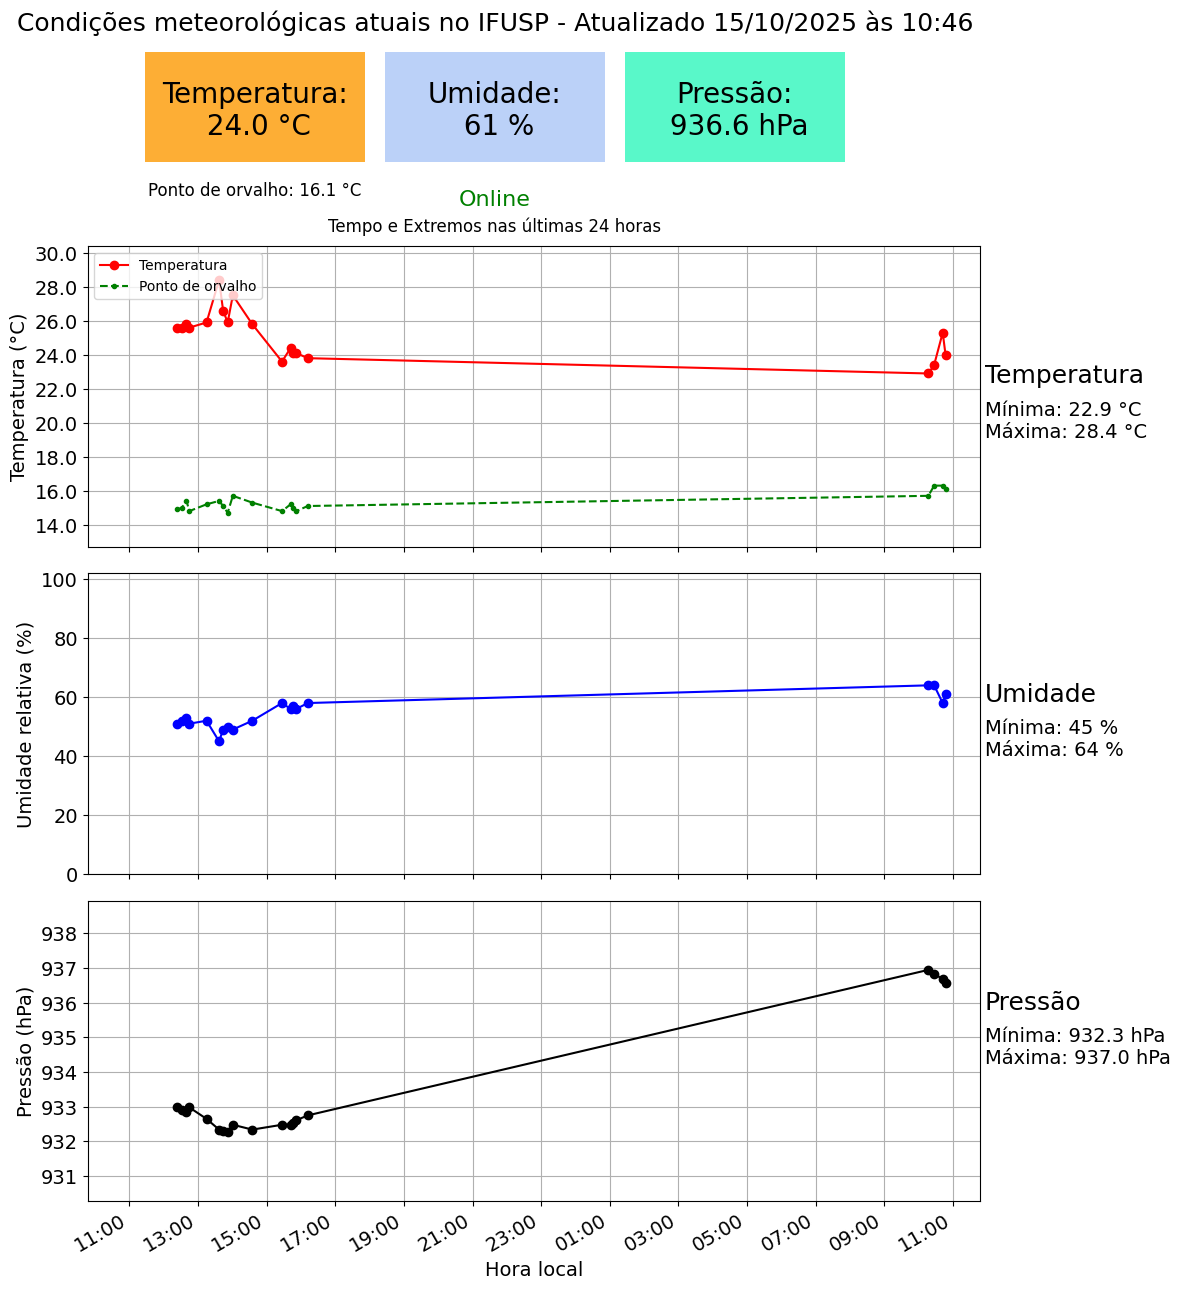 Condições meteorológicas atuais no IFUSP - Atualizado 15/10/2025 às 10:46
Temperatura:
24.0 °C
Umidade:
61 %
Pressão:
936.6 hPa
Ponto de orvalho: 16.1 °C
Online
Tempo e Extremos nas últimas 24 horas
Temperatura
Ponto de orvalho
Temperatura (°C)
30.0
28.0
26.0
24.0
22.0
20.0
18.0
16.0
14.0
Temperatura
Mínima: 22.9 °C
Máxima: 28.4 °C
Umidade relativa (%)
100
80
60
40
20
0
Umidade
Mínima: 45 %
Máxima: 64 %
Pressão (hPa)
938
937
936
935
934
933
932
931
Pressão
Mínima: 932.3 hPa
Máxima: 937.0 hPa
11:00 13:00 15:00 17:00 19:00 21:00 23:00 01:00 03:00 05:00 07:00 09:00 11:00
Hora local